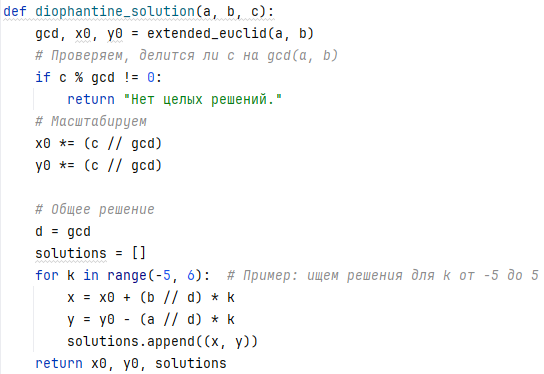 def diophantine_solution(a, b, c):
    gcd, x0, y0 = extended_euclid(a, b)
    # Проверяем, делится ли c на gcd(a, b)
    if c % gcd != 0:
        return "Нет целых решений."
    # Масштабируем
    x0 *= (c // gcd)
    y0 *= (c // gcd)

    # Общее решение
    d = gcd
    solutions = []
    for k in range(-5, 6):  # Пример: ищем решения для k от -5 до 5
        x = x0 + (b // d) * k
        y = y0 - (a // d) * k
        solutions.append((x, y))
    return x0, y0, solutions